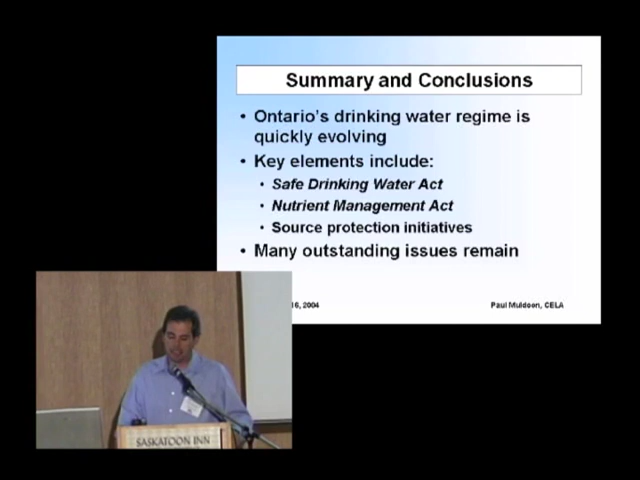 Summary and Conclusions
• Ontario's drinking water regime is
quickly evolving
• Key elements include:
• Safe Drinking Water Act
• Nutrient Management Act
• Source protection initiatives
• Many outstanding issues remain
16, 2004
Paul Muldoon, CELA
SASKATOON INN